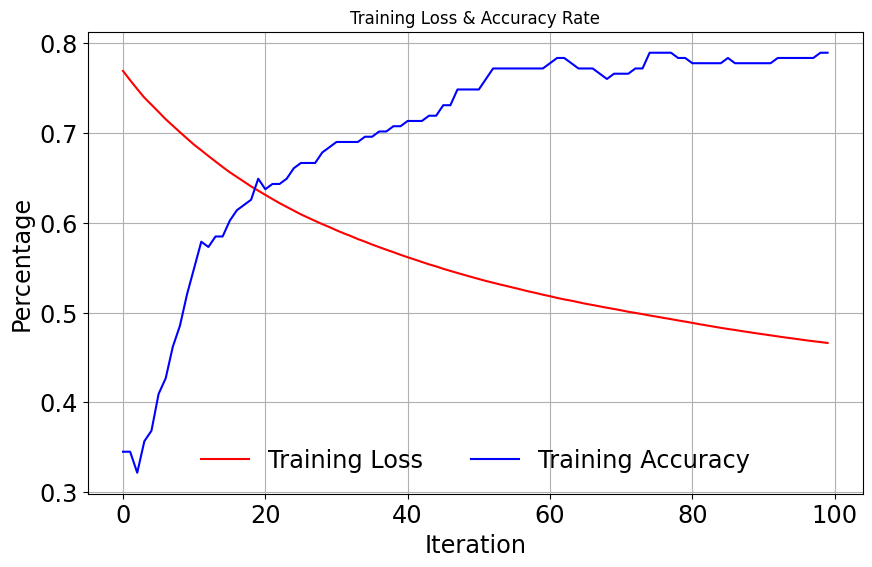 Training Loss & Accuracy Rate
0.8
0.7
0.6
0.5
0.4
0.3
Percentage
Training Loss Training Accuracy
0 20 40 60 80 100
Iteration